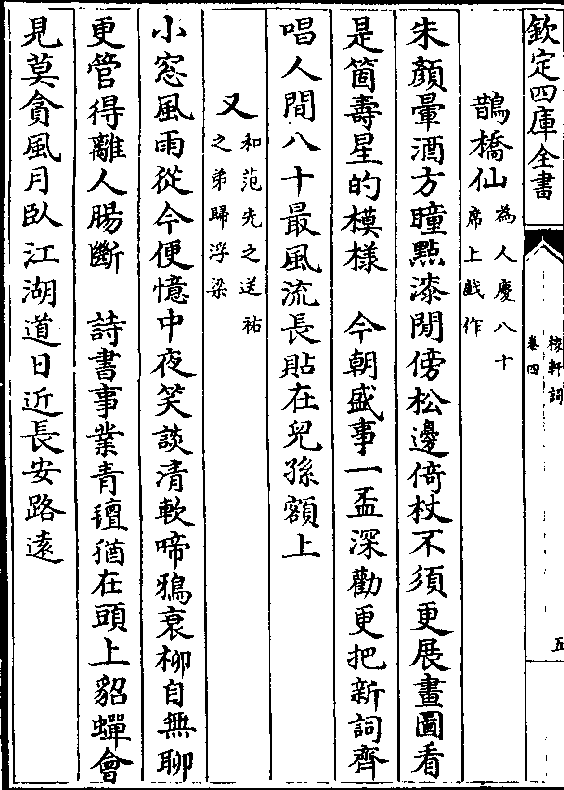 欽定四庫全書
稼軒詞
卷四
五
鵲橋仙 為人慶八十
席上戲作
朱顏暈酒方瞳點漆閒傍松邊倚杖不須更展畫圖看
是箇壽星的模樣　今朝盛事一盃深勸更把新詞齊
唱人間八十最風流長貼在兒孫額上
又 和范先之送祐
之弟歸浮梁
小窓風雨從今便憶中夜笑談清軟啼鴉衰柳自無聊
更管得離人腸斷　詩書事業青璮猶在頭上貂蟬會
見莫貪風月臥江湖道日近長安路遠